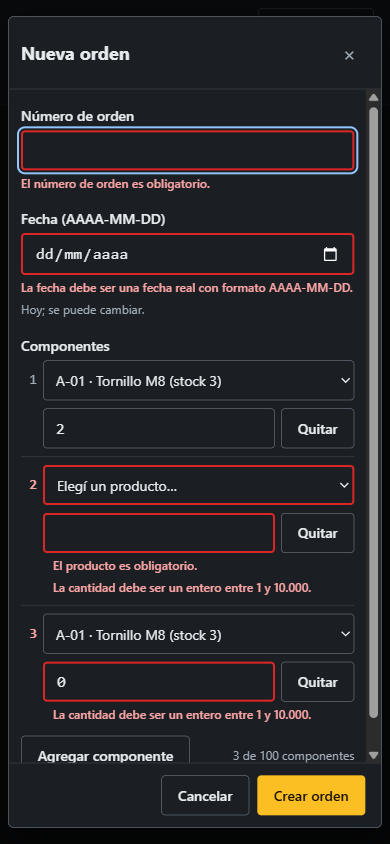 Nueva orden
×
Número de orden
El número de orden es obligatorio.
Fecha (AAAA-MM-DD)
dd/mm/aaaa
La fecha debe ser una fecha real con formato AAAA-MM-DD.
Hoy; se puede cambiar.
Componentes
1 A-01 · Tornillo M8 (stock 3)
2 Quitar
2 Elegí un producto...
Quitar
El producto es obligatorio.
La cantidad debe ser un entero entre 1 y 10.000.
3 A-01 · Tornillo M8 (stock 3)
0 Quitar
La cantidad debe ser un entero entre 1 y 10.000.
Agregar componente 3 de 100 componentes
Cancelar Crear orden